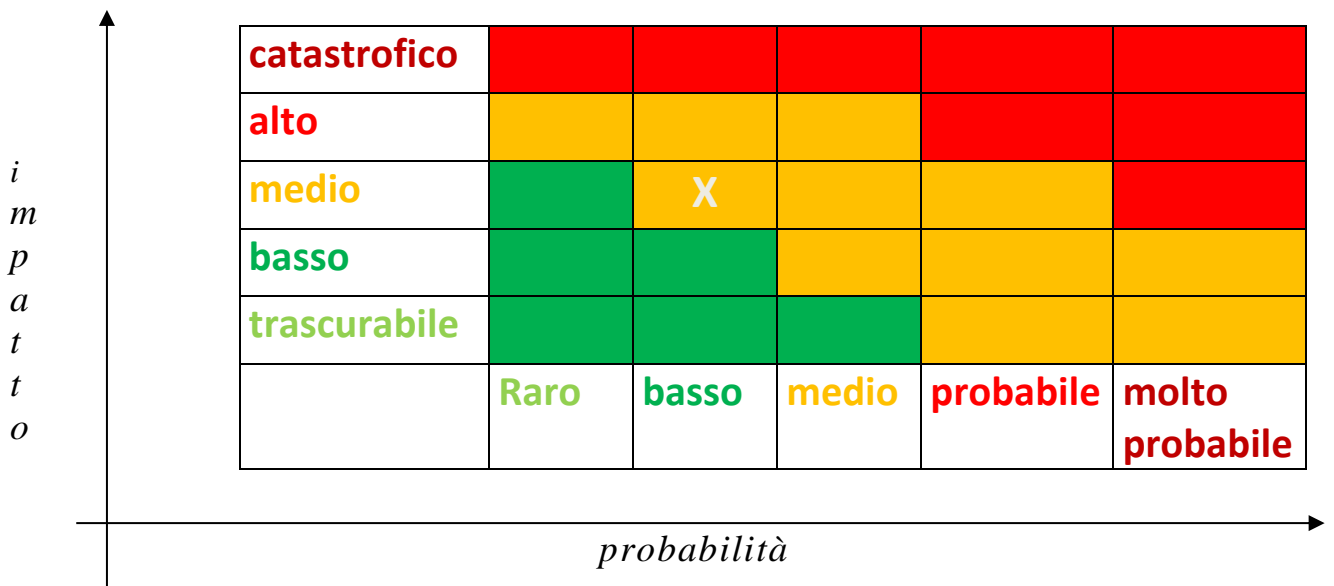 catastrofico
alto
medio X
basso
trascurabile
Raro basso medio probabile molto
probabile
i
m
p
a
t
t
o
probabilità